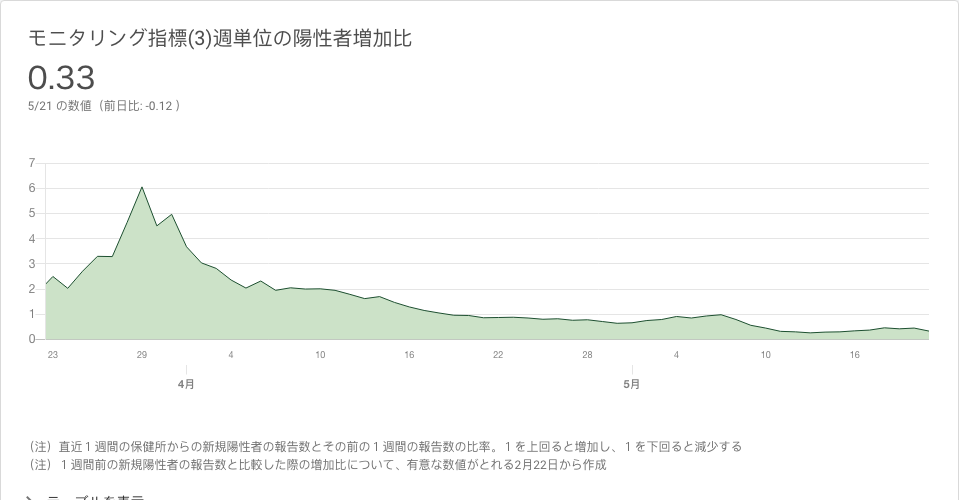 モニタリング指標(3)週単位の陽性者増加比
0.33
5/21 の数値（前日比: -0.12 ）
7
6
5
4
3
2
1
0
23 29 4 10 16 22 28 4 10 16
4月 5月
（注）直近１週間の保健所からの新規陽性者の報告数とその前の１週間の報告数の比率。１を上回ると増加し、１を下回ると減少する
（注）１週間前の新規陽性者の報告数と比較した際の増加比について、有意な数値がとれる2月22日から作成
テーブルを表示